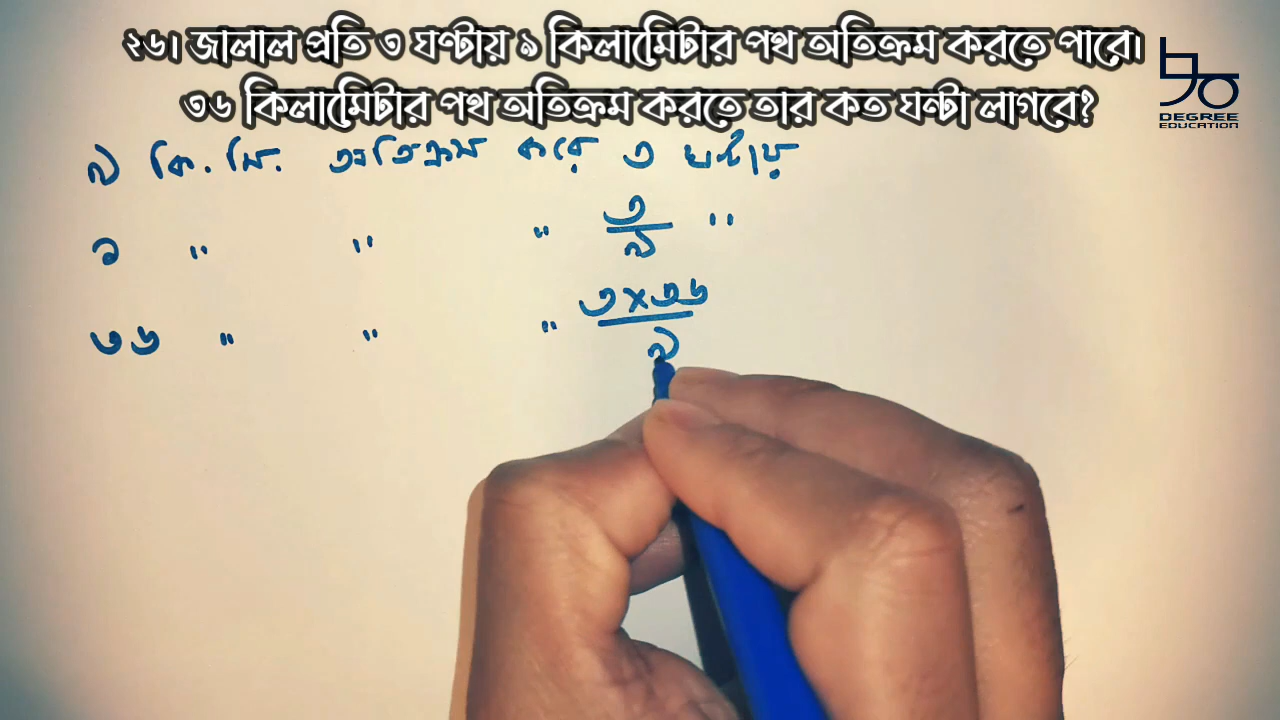 ২৬। জালাল প্রতি ৩ ঘণ্টায় ৯ কিলোমিটার পথ অতিক্রম করতে পারে।
৩৬ কিলোমিটার পথ অতিক্রম করতে তার কত ঘন্টা লাগবে?
DEGREE
EDUCATION
৯ কি.মি. অতিক্রম করে ৩ ঘন্টায়
১ " " " ৩/৯ "
৩৬ " " " ৩×৩৬/৯